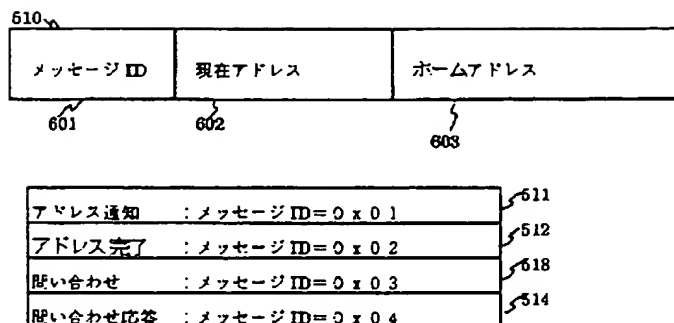 510
メッセージID 現在アドレス ホームアドレス
601 602 603
アドレス通知 :メッセージID=0x01 511
アドレス完了 :メッセージID=0x02 512
問い合わせ :メッセージID=0x03 513
問い合わせ応答 :メッセージID=0x04 514